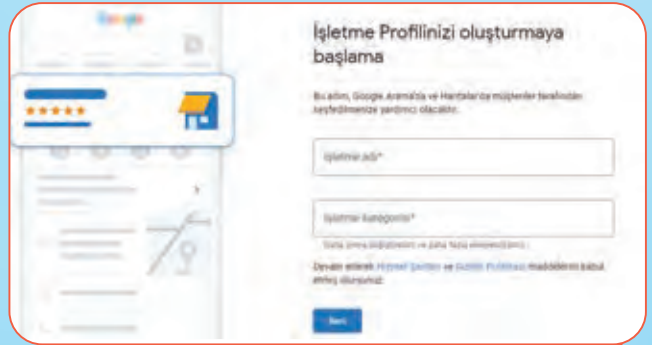 Google
İşletme Profilinizi oluşturmaya
başlama
Bu adım, Google Arama'da ve Haritalar'da müşteriler tarafından
keşfedilmenize yardımcı olacaktır.
İşletme adı*
İşletme kategorisi*
Daha sonra değiştirebilir ve daha fazla ekleyebilirsiniz
Devam ederek Hizmet Şartları ve Gizlilik Politikası maddelerini kabul
etmiş olursunuz.
İleri